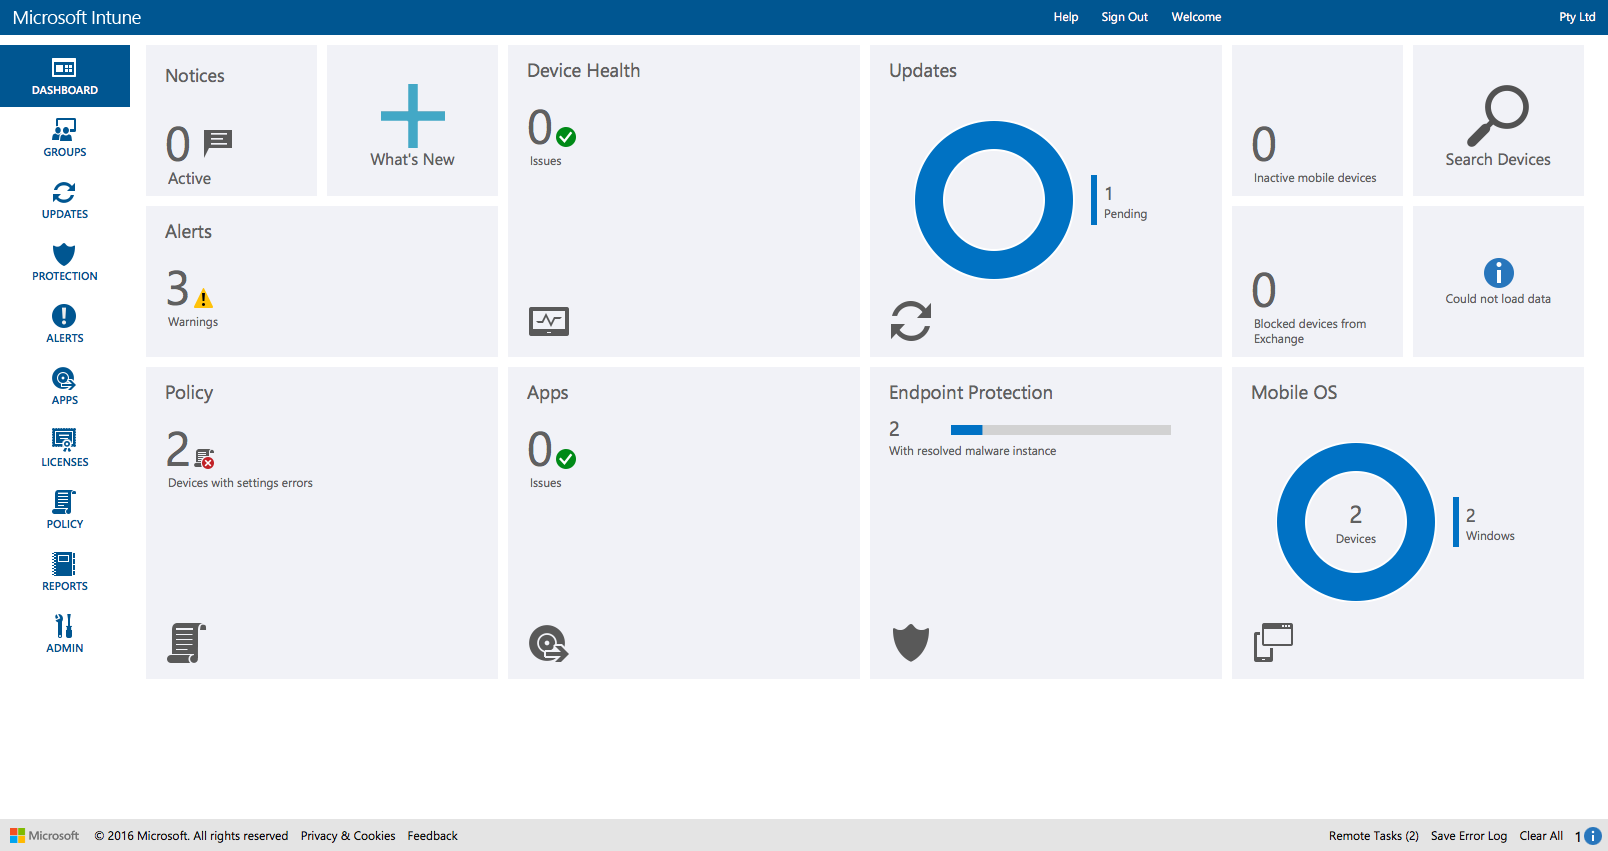 Microsoft Intune
Help
Sign Out
Welcome
Pty Ltd
DASHBOARD
GROUPS
UPDATES
PROTECTION
ALERTS
APPS
LICENSES
POLICY
REPORTS
ADMIN
Notices
0
Active
What's New
Alerts
3
Warnings
Device Health
0
Issues
Updates
1
Pending
0
Inactive mobile devices
Search Devices
0
Blocked devices from
Exchange
Could not load data
Policy
2
Devices with settings errors
Apps
0
Issues
Endpoint Protection
2
With resolved malware instance
Mobile OS
2
Devices
2
Windows
Microsoft
© 2016 Microsoft. All rights reserved
Privacy & Cookies
Feedback
Remote Tasks (2)
Save Error Log
Clear All
1